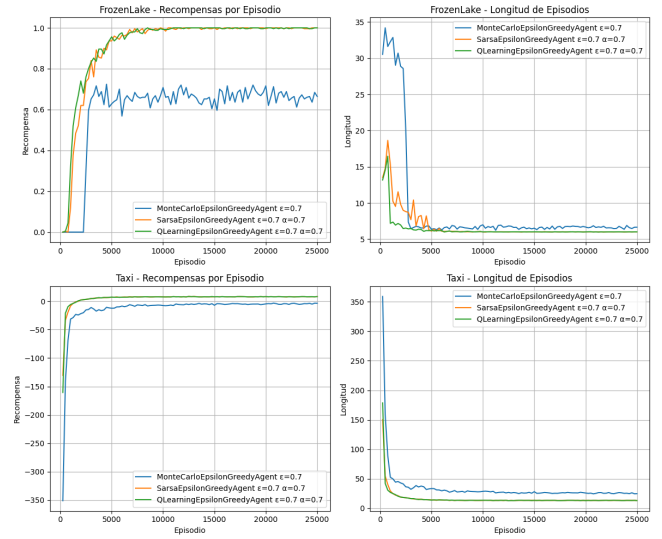 FrozenLake - Recompensas por Episodio
Recompensa
1.0
0.8
0.6
0.4
0.2
0.0
MonteCarloEpsilonGreedyAgent ε=0.7
SarsaEpsilonGreedyAgent ε=0.7 α=0.7
QLearningEpsilonGreedyAgent ε=0.7 α=0.7
0 5000 10000 15000 20000 25000
Episodio
FrozenLake - Longitud de Episodios
Longitud
35
30
25
20
15
10
5
MonteCarloEpsilonGreedyAgent ε=0.7
SarsaEpsilonGreedyAgent ε=0.7 α=0.7
QLearningEpsilonGreedyAgent ε=0.7 α=0.7
0 5000 10000 15000 20000 25000
Episodio
Taxi - Recompensas por Episodio
Recompensa
0
−50
−100
−150
−200
−250
−300
−350
MonteCarloEpsilonGreedyAgent ε=0.7
SarsaEpsilonGreedyAgent ε=0.7 α=0.7
QLearningEpsilonGreedyAgent ε=0.7 α=0.7
0 5000 10000 15000 20000 25000
Episodio
Taxi - Longitud de Episodios
Longitud
350
300
250
200
150
100
50
0
MonteCarloEpsilonGreedyAgent ε=0.7
SarsaEpsilonGreedyAgent ε=0.7 α=0.7
QLearningEpsilonGreedyAgent ε=0.7 α=0.7
0 5000 10000 15000 20000 25000
Episodio